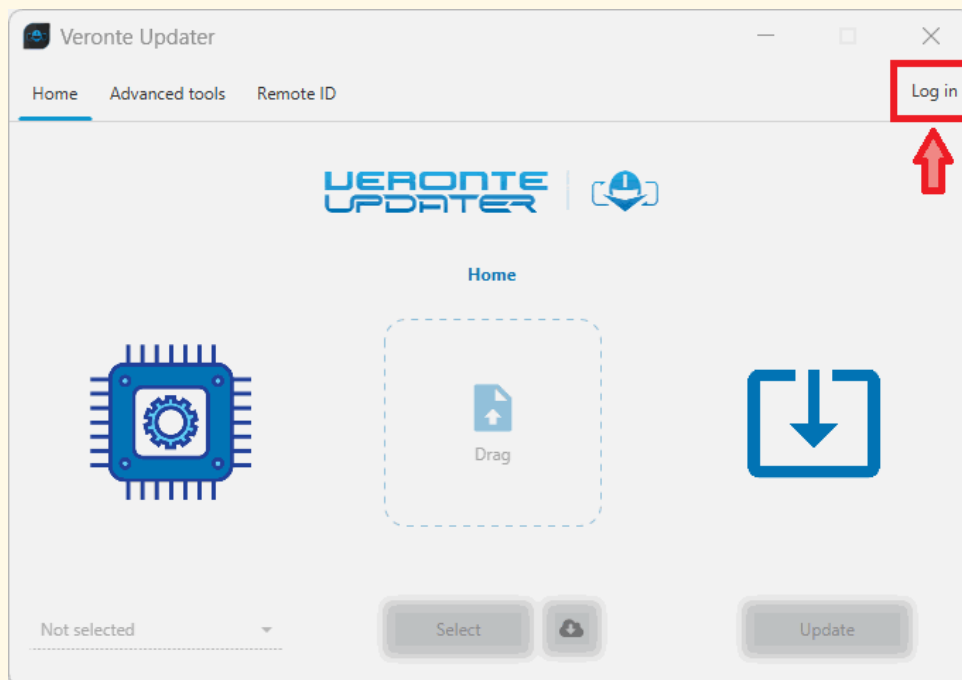 Veronte Updater
Home Advanced tools Remote ID Log in
VERONTE
UPDATER
Home
Drag
Not selected Select Update